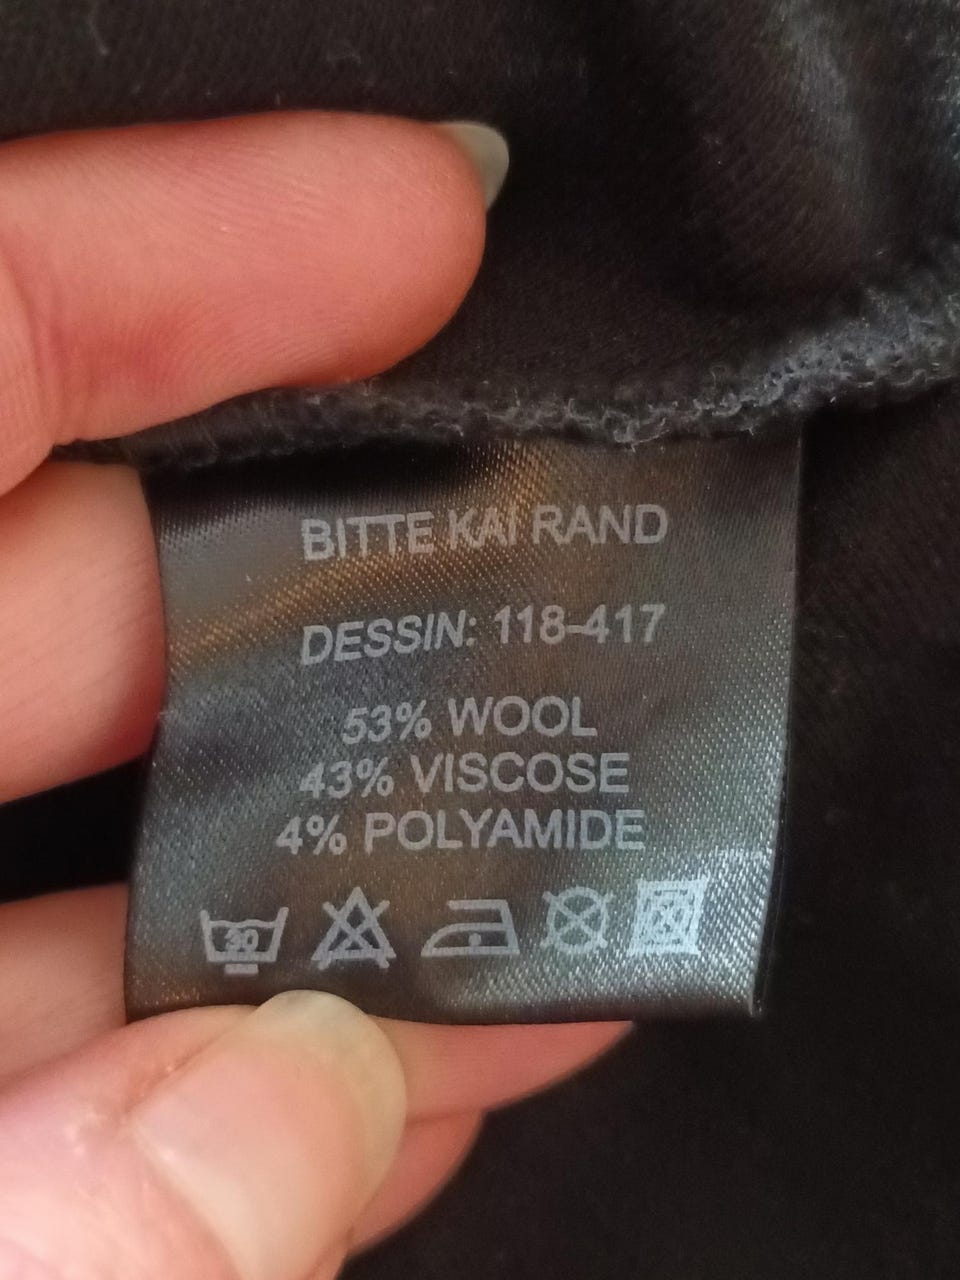 BITTE KAI RAND
DESSIN: 118-417
53% WOOL
43% VISCOSE
4% POLYAMIDE
30